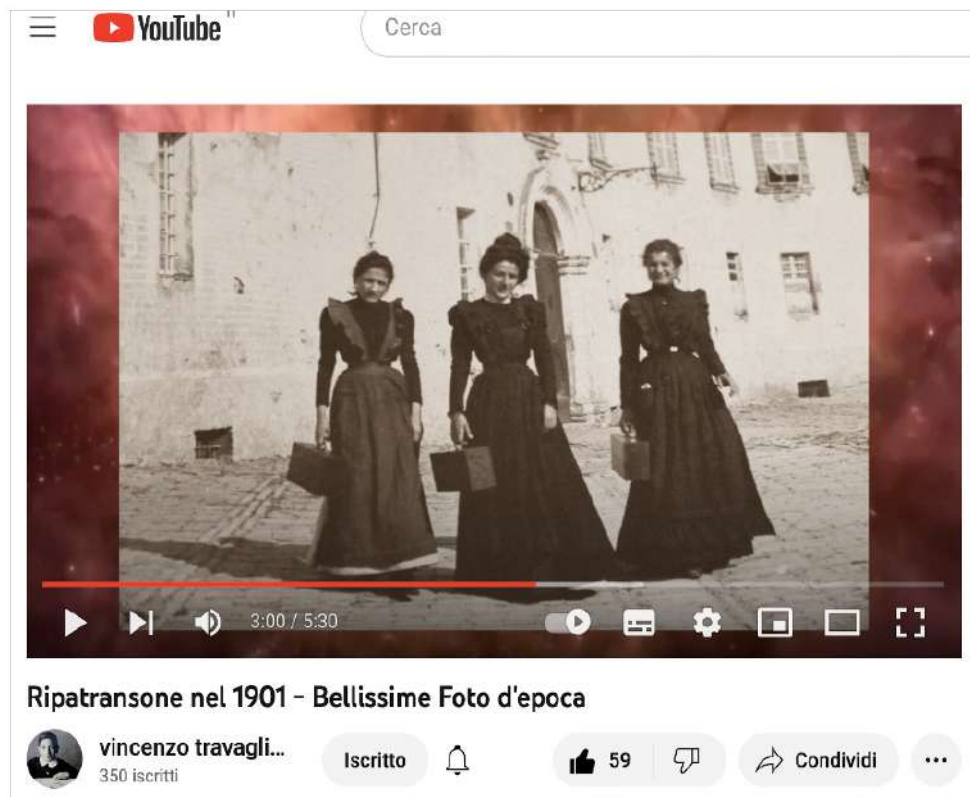 YouTube IT
Cerca
3:00 / 5:30
Ripatransone nel 1901 - Bellissime Foto d'epoca
vincenzo travagli...
350 iscritti
Iscritto
59
Condividi